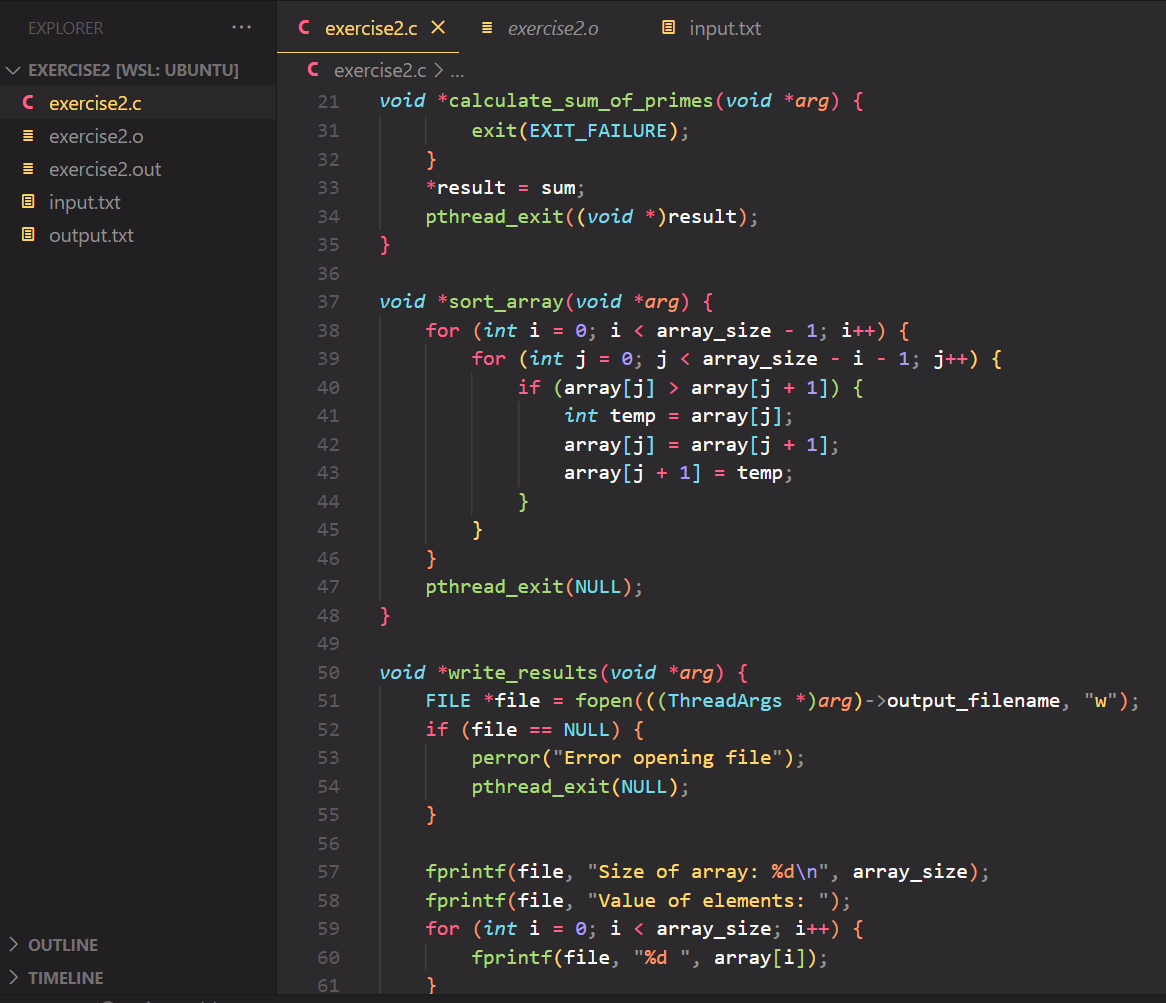 EXPLORER ...
EXERCISE2 [WSL: UBUNTU]
C exercise2.c
exercise2.o
exercise2.out
input.txt
output.txt
OUTLINE
TIMELINE
C exercise2.c × exercise2.o input.txt
C exercise2.c > ...
21 void *calculate_sum_of_primes(void *arg) {
31         exit(EXIT_FAILURE);
32     }
33     *result = sum;
34     pthread_exit((void *)result);
35 }
36
37 void *sort_array(void *arg) {
38     for (int i = 0; i < array_size - 1; i++) {
39         for (int j = 0; j < array_size - i - 1; j++) {
40             if (array[j] > array[j + 1]) {
41                 int temp = array[j];
42                 array[j] = array[j + 1];
43                 array[j + 1] = temp;
44             }
45         }
46     }
47     pthread_exit(NULL);
48 }
49
50 void *write_results(void *arg) {
51     FILE *file = fopen(((ThreadArgs *)arg)->output_filename, "w");
52     if (file == NULL) {
53         perror("Error opening file");
54         pthread_exit(NULL);
55     }
56
57     fprintf(file, "Size of array: %d\n", array_size);
58     fprintf(file, "Value of elements: ");
59     for (int i = 0; i < array_size; i++) {
60         fprintf(file, "%d ", array[i]);
61     }